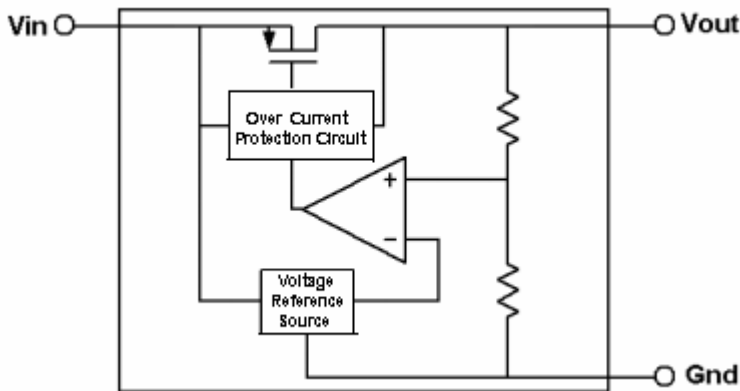 Vin
Vout
Over Current
Protection Circuit
+
−
Voltage
Reference
Source
Gnd